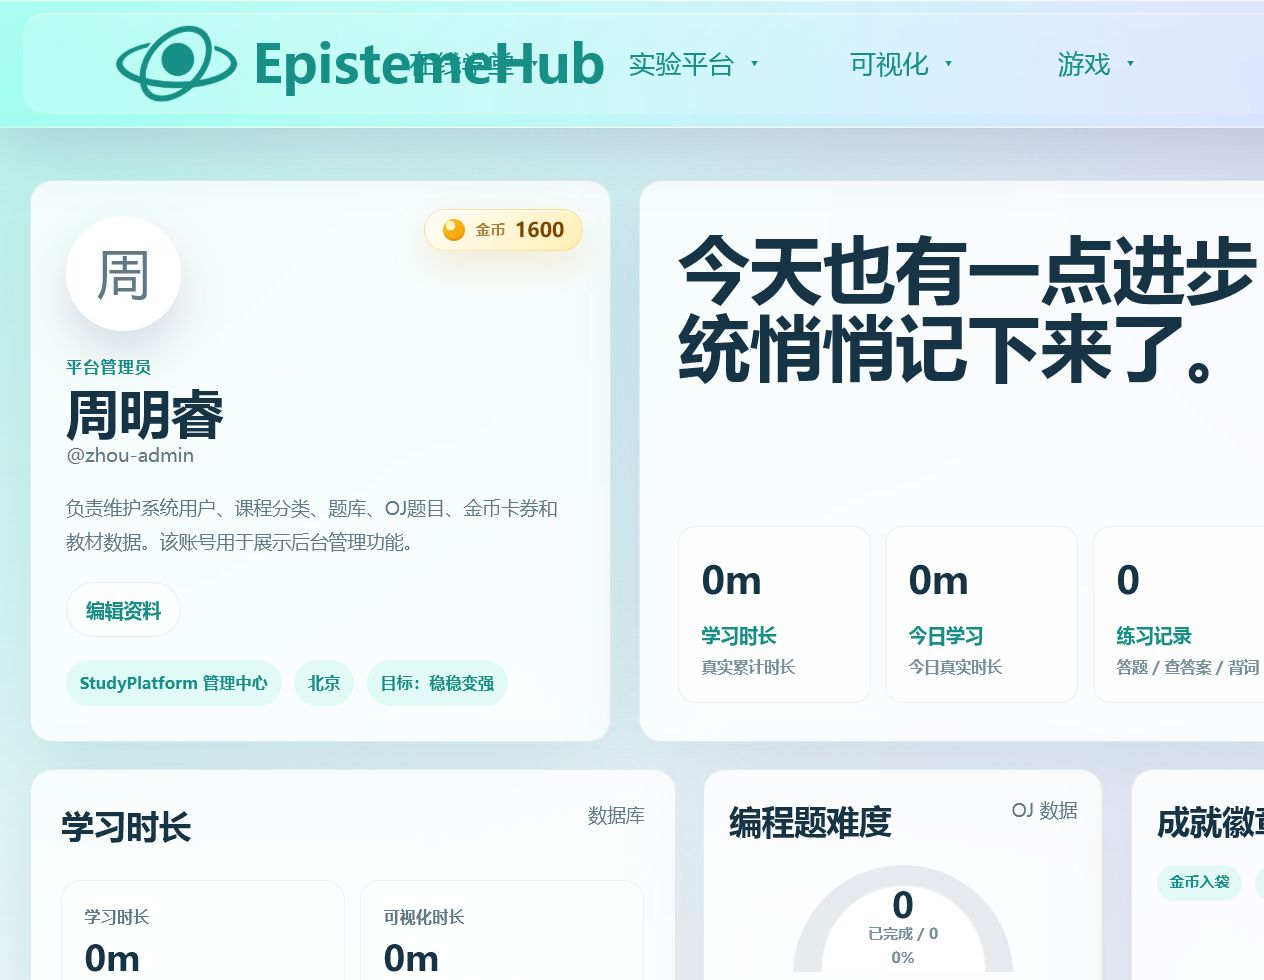 EpistemeHub
在线学堂
实验平台
可视化
游戏
周
金币 1600
平台管理员
周明睿
@zhou-admin
负责维护系统用户、课程分类、题库、OJ题目、金币卡券和
教材数据。该账号用于展示后台管理功能。
编辑资料
StudyPlatform 管理中心
北京
目标：稳稳变强
今天也有一点进步
统悄悄记下来了。
0m
学习时长
真实累计时长
0m
今日学习
今日真实时长
0
练习记录
答题 / 查答案 / 背词
学习时长
数据库
学习时长
0m
可视化时长
0m
编程题难度
OJ 数据
0
已完成 / 0
0%
成就徽章
金币入袋